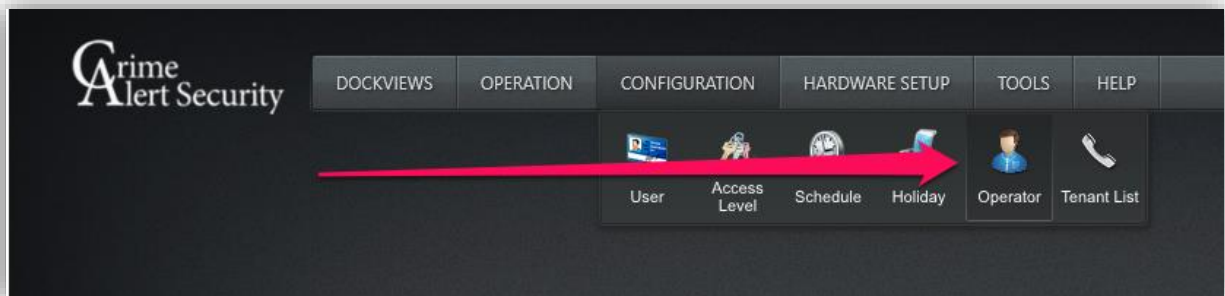 Crime
Alert Security
DOCKVIEWS OPERATION CONFIGURATION HARDWARE SETUP TOOLS HELP
User Access Level Schedule Holiday Operator Tenant List